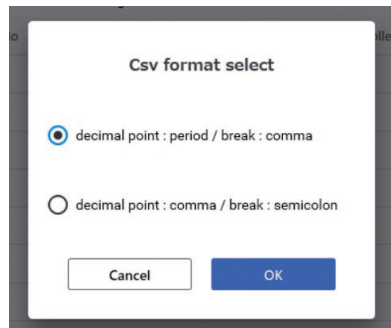 Csv format select
decimal point : period / break : comma
decimal point : comma / break : semicolon
Cancel
OK